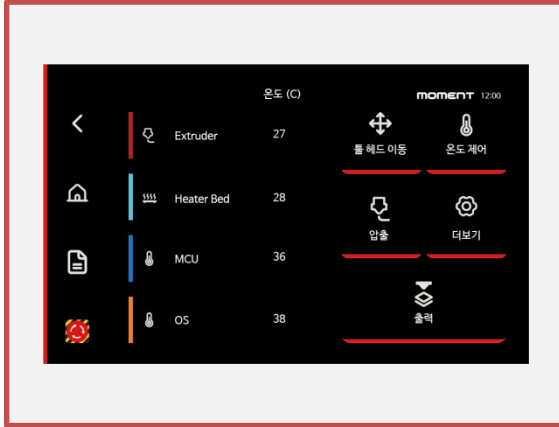 온도 (C)
moment 12:00
Extruder 27
Heater Bed 28
MCU 36
OS 38
툴 헤드 이동
온도 제어
압출
더보기
출력